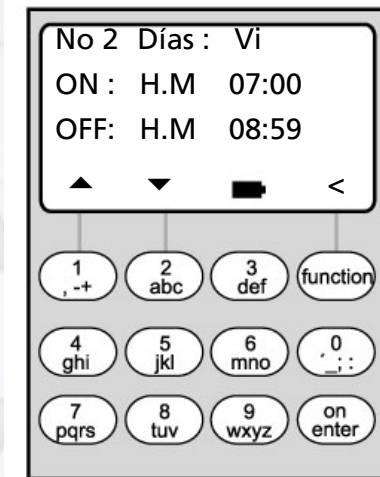 No 2 Días : Vi
ON : H.M 07:00
OFF: H.M 08:59
<
1 2 3 function
, -+ abc def
4 5 6 0
ghi jkl mno ´_; :
7 8 9 on
pqrs tuv wxyz enter